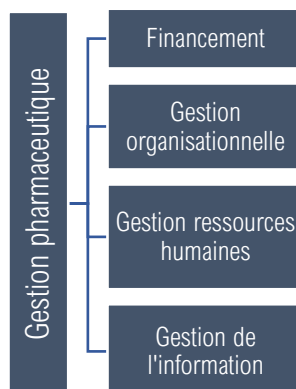 Gestion pharmaceutique
Financement
Gestion
organisationnelle
Gestion ressources
humaines
Gestion de
l'information